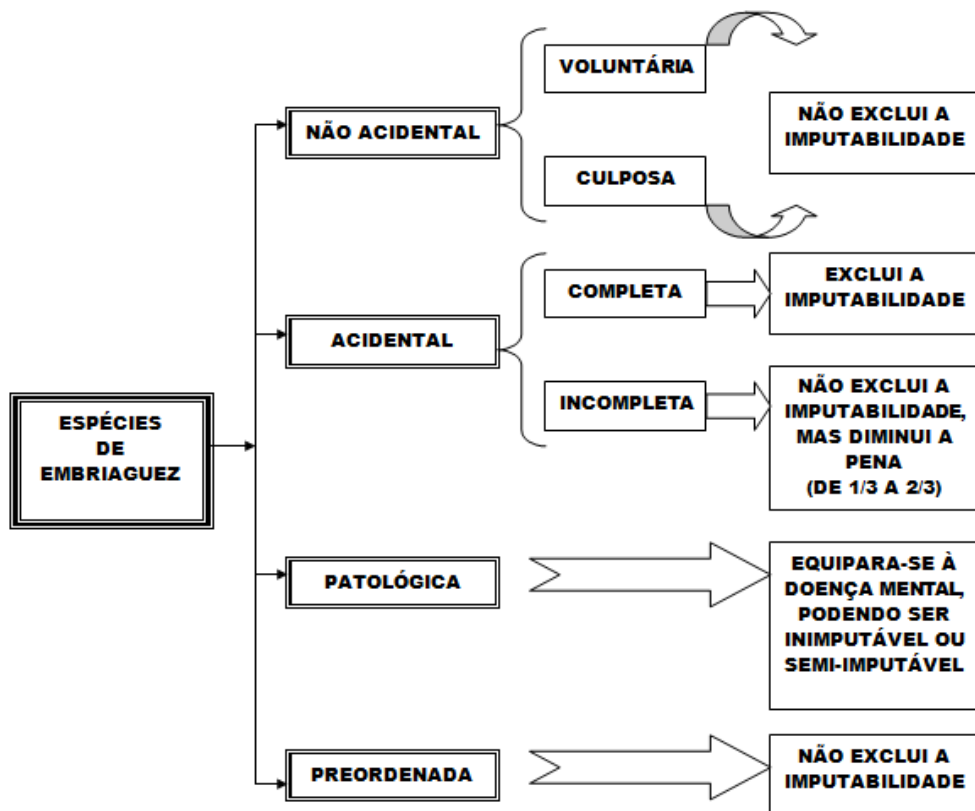 VOLUNTÁRIA
NÃO ACIDENTAL
NÃO EXCLUI A
IMPUTABILIDADE
CULPOSA
COMPLETA
EXCLUI A
IMPUTABILIDADE
ACIDENTAL
INCOMPLETA
NÃO EXCLUI A
IMPUTABILIDADE,
MAS DIMINUI A
PENA
(DE 1/3 A 2/3)
ESPÉCIES
DE
EMBRIAGUEZ
PATOLÓGICA
EQUIPARA-SE À
DOENÇA MENTAL,
PODENDO SER
INIMPUTÁVEL OU
SEMI-IMPUTÁVEL
PREORDENADA
NÃO EXCLUI A
IMPUTABILIDADE